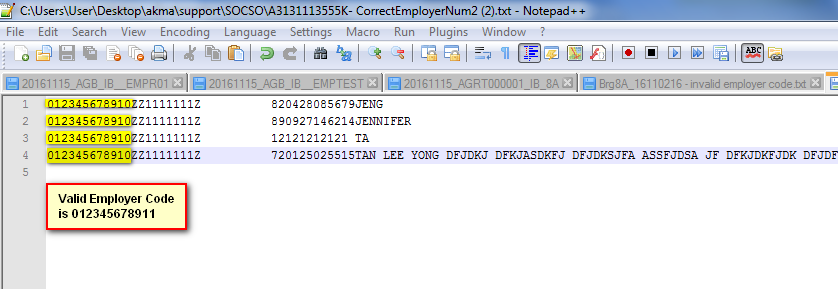 C:\Users\User\Desktop\akma\support\SOCSO\A3131113555K- CorrectEmployerNum2 (2).txt - Notepad++
File Edit Search View Encoding Language Settings Macro Run Plugins Window ?
ABC
20161115_AGB_IB__EMPR01 20161115_AGB_IB__EMPTEST 20161115_AGRT000001_IB_8A Brg8A_16110216 - invalid employer code.txt
1 012345678910ZZ1111111Z 820428085679JENG
2 012345678910ZZ1111111Z 890927146214JENNIFER
3 012345678910ZZ1111111Z 12121212121 TA
4 012345678910ZZ1111111Z 720125025515TAN LEE YONG DFJDKJ DFKJASDKFJ DFJDKSJFA ASSFJDSA JF DFKJDKFJDK DFJDF
5
Valid Employer Code
is 012345678911